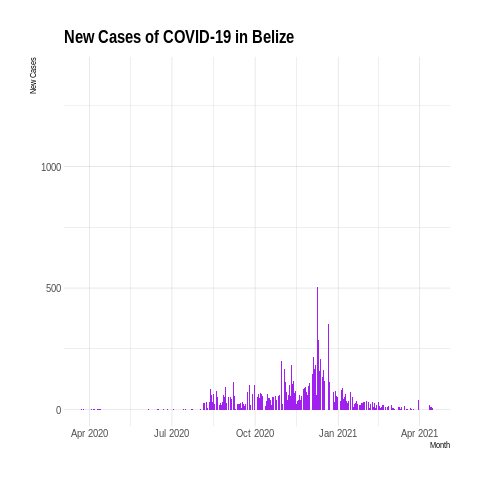 New Cases of COVID-19 in Belize
New Cases
1000
500
0
Apr 2020 Jul 2020 Oct 2020 Jan 2021 Apr 2021
Month